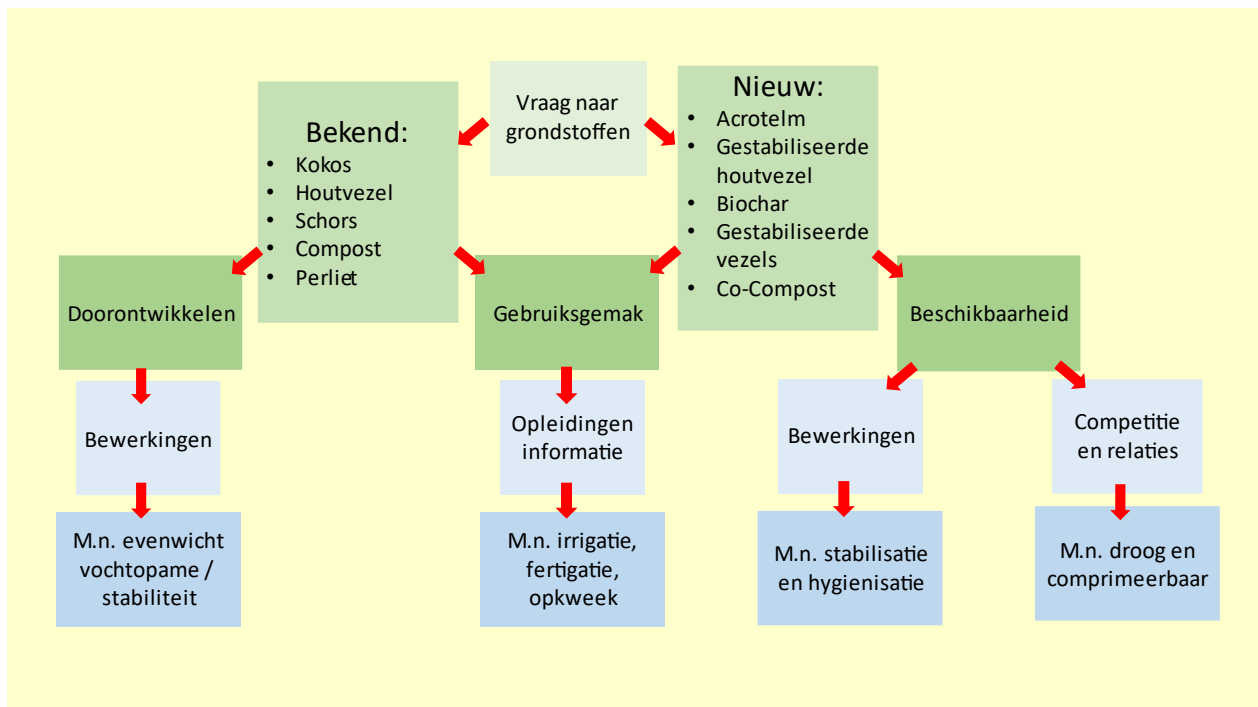 Vraag naar
grondstoffen
Bekend:
• Kokos
• Houtvezel
• Schors
• Compost
• Perliet
Nieuw:
• Acrotelm
• Gestabiliseerde
houtvezel
• Biochar
• Gestabiliseerde
vezels
• Co-Compost
Doorontwikkelen
Gebruiksgemak
Beschikbaarheid
Bewerkingen
Opleidingen
informatie
Bewerkingen
Competitie
en relaties
M.n. evenwicht
vochtopame /
stabiliteit
M.n. irrigatie,
fertigatie,
opkweek
M.n. stabilisatie
en hygienisatie
M.n. droog en
comprimeerbaar